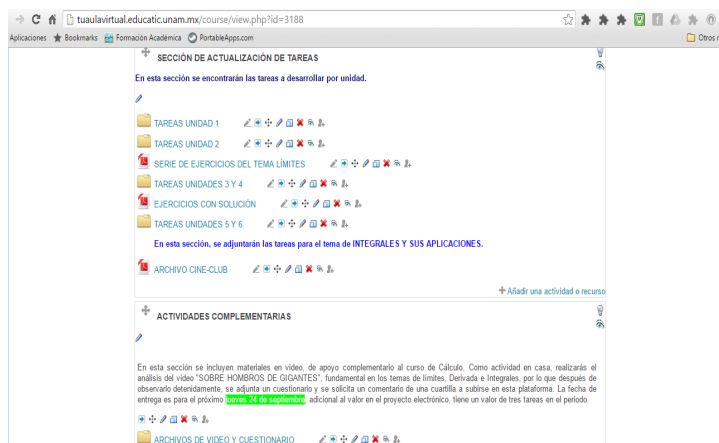 tuaulavirtual.educatic.unam.mx/course/view.php?id=3188
Aplicaciones Bookmarks Formación Académica PortableApps.com Otros
SECCIÓN DE ACTUALIZACIÓN DE TAREAS
En esta sección se encontrarán las tareas a desarrollar por unidad.
TAREAS UNIDAD 1
TAREAS UNIDAD 2
SERIE DE EJERCICIOS DEL TEMA LÍMITES
TAREAS UNIDADES 3 Y 4
EJERCICIOS CON SOLUCIÓN
TAREAS UNIDADES 5 Y 6
En esta sección, se adjuntarán las tareas para el tema de INTEGRALES Y SUS APLICACIONES.
ARCHIVO CINE-CLUB
Añadir una actividad o recurso
ACTIVIDADES COMPLEMENTARIAS
En esta sección se incluyen materiales en video, de apoyo complementario al curso de Cálculo. Como actividad en casa, realizarás el
análisis del video "SOBRE HOMBROS DE GIGANTES", fundamental en los temas de límites, Derivada e Integrales, por lo que después de
observarlo detenidamente, se adjunta un cuestionario y se solicita un comentario de una cuartilla a subirse en esta plataforma. La fecha de
entrega es para el próximo jueves 24 de septiembre, adicional al valor en el proyecto electrónico, tiene un valor de tres tareas en el periodo.
ARCHIVOS DE VIDEO Y CUESTIONARIO